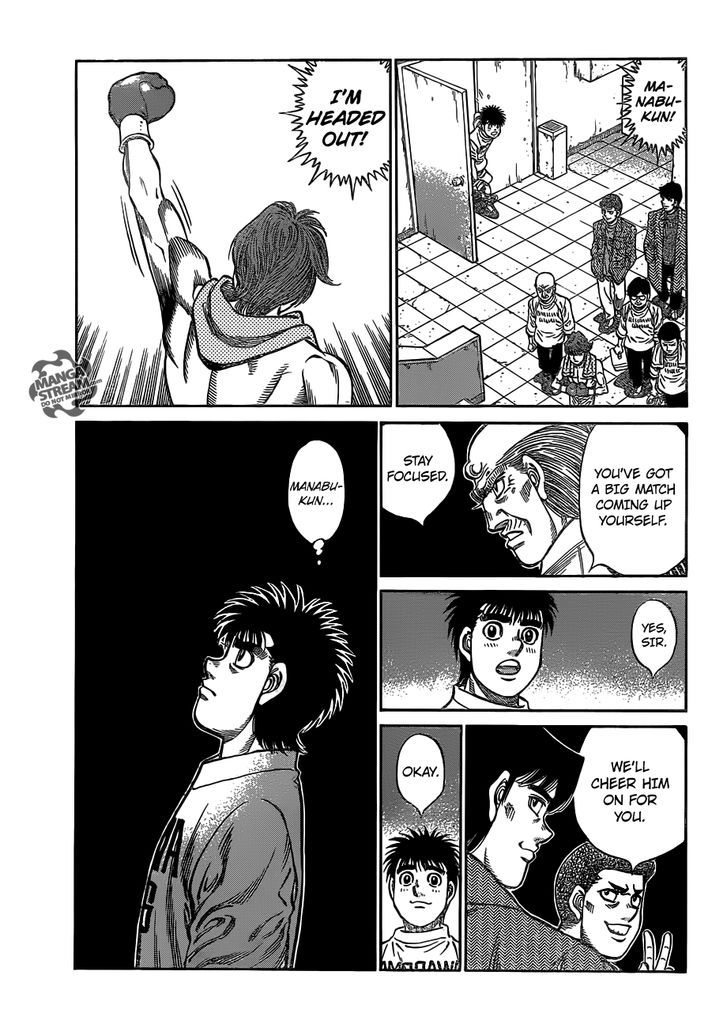 MA-
NABU-
KUN!
I'M
HEADED
OUT!
YOU'VE GOT
A BIG MATCH
COMING UP
YOURSELF.
STAY
FOCUSED.
YES,
SIR.
WE'LL
CHEER HIM
ON FOR
YOU.
OKAY.
MANABU-
KUN...
MANGA
STREAM